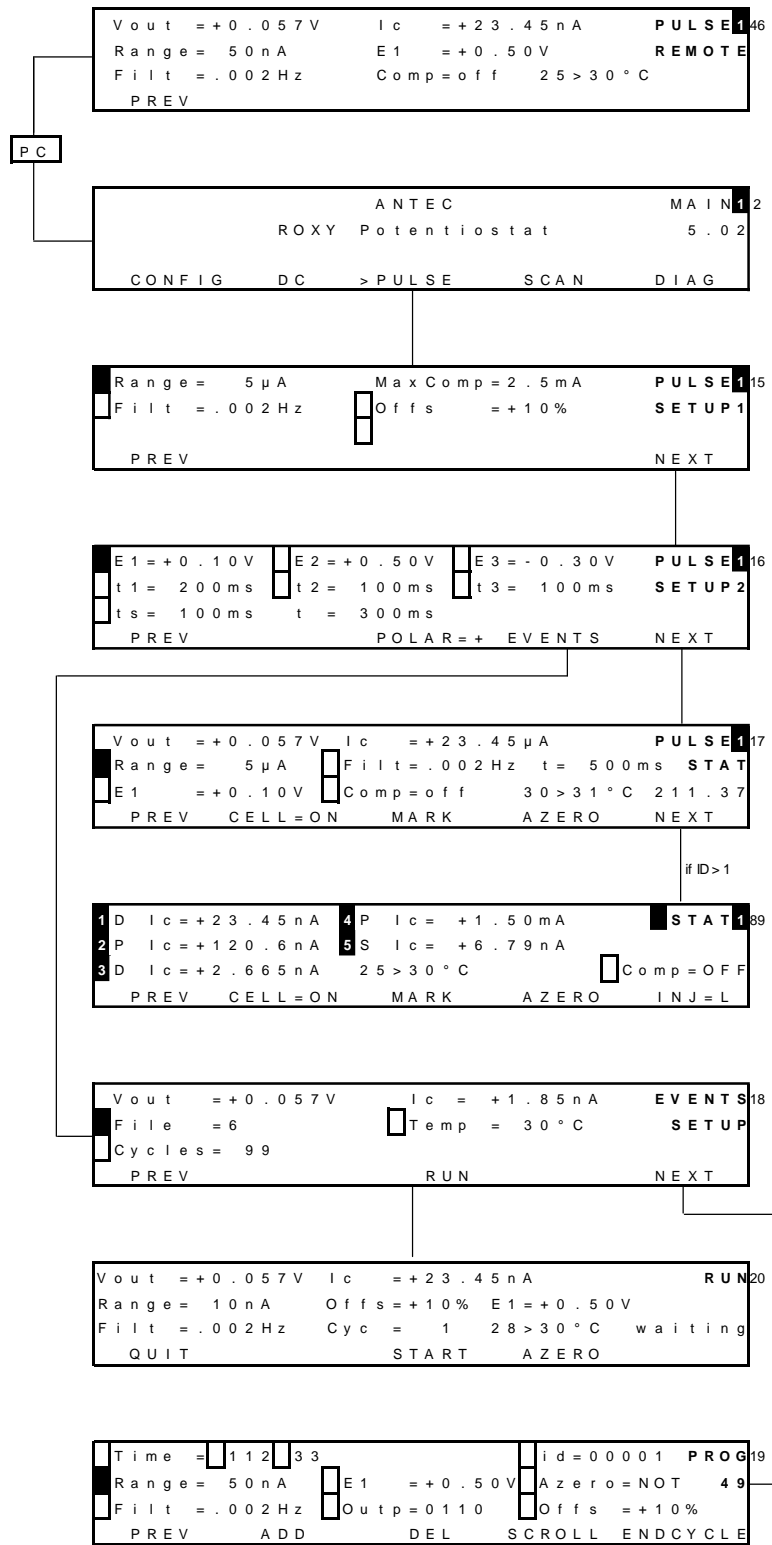 Vout =+0.057V Ic =+23.45nA PULSE1 46
Range= 50nA E1 =+0.50V REMOTE
Filt =.002Hz Comp=off 25>30°C
PREV
PC
ANTEC MAIN1 2
ROXY Potentiostat 5.02
CONFIG DC >PULSE SCAN DIAG
Range= 5µA MaxComp=2.5mA PULSE1 15
Filt =.002Hz Offs =+10% SETUP1
PREV NEXT
E1=+0.10V E2=+0.50V E3=-0.30V PULSE1 16
t1= 200ms t2= 100ms t3= 100ms SETUP2
ts= 100ms t = 300ms
PREV POLAR=+ EVENTS NEXT
Vout =+0.057V Ic =+23.45µA PULSE1 17
Range= 5µA Filt=.002Hz t= 500ms STAT
E1 =+0.10V Comp=off 30>31°C 211.37
PREV CELL=ON MARK AZERO NEXT
if ID>1
1 D Ic=+23.45nA 4 P Ic= +1.50mA STAT1 89
2 P Ic=+120.6nA 5 S Ic= +6.79nA
3 D Ic=+2.665nA 25>30°C Comp=OFF
PREV CELL=ON MARK AZERO INJ=L
Vout =+0.057V Ic = +1.85nA EVENTS 18
File =6 Temp = 30°C SETUP
Cycles= 99
PREV RUN NEXT
Vout =+0.057V Ic =+23.45nA RUN 20
Range= 10nA Offs=+10% E1=+0.50V
Filt =.002Hz Cyc = 1 28>30°C waiting
QUIT START AZERO
Time = 112 33 id=00001 PROG 19
Range= 50nA E1 =+0.50V Azero=NOT 49
Filt =.002Hz Outp=0110 Offs =+10%
PREV ADD DEL SCROLL ENDCYCLE